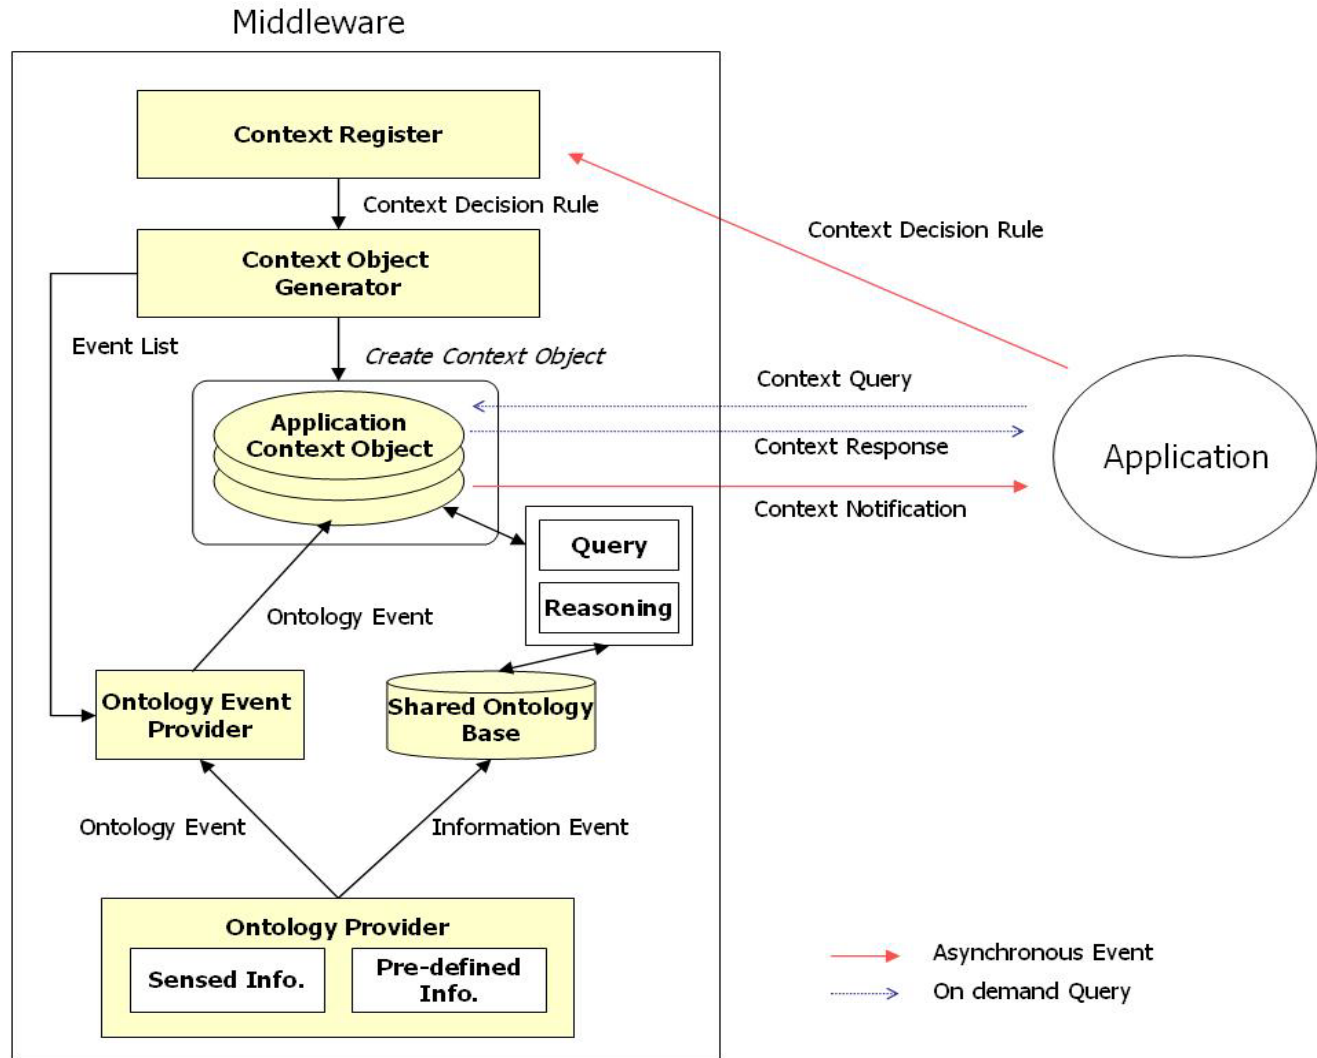 Middleware
Context Register
Context Decision Rule
Context Decision Rule
Context Object
Generator
Event List
Create Context Object
Context Query
Application
Context Object
Context Response
Application
Context Notification
Query
Reasoning
Ontology Event
Ontology Event
Provider
Shared Ontology
Base
Ontology Event
Information Event
Ontology Provider
Sensed Info.
Pre-defined
Info.
Asynchronous Event
On demand Query